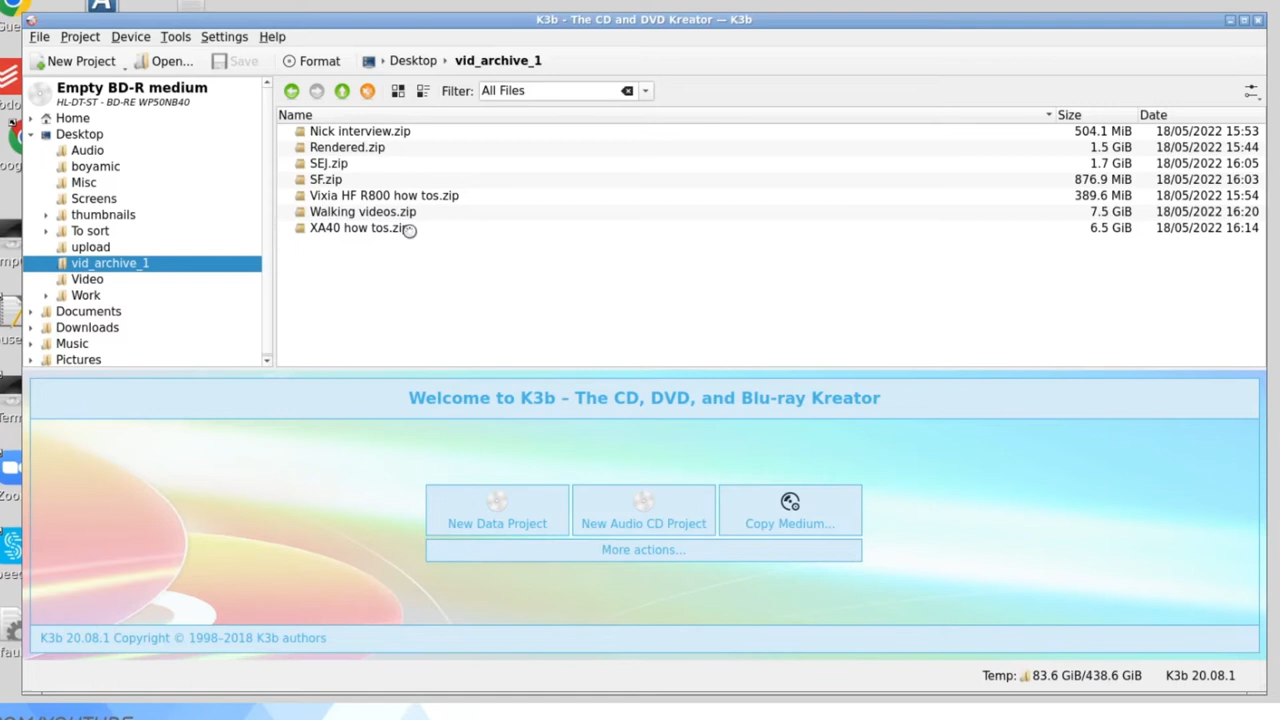 K3b - The CD and DVD Kreator — K3b
File Project Device Tools Settings Help
New Project Open... Save Format Desktop vid_archive_1
Empty BD-R medium
HL-DT-ST - BD-RE WP50NB40
Filter: All Files
Home
Desktop
Audio
boyamic
Misc
Screens
thumbnails
To sort
upload
vid_archive_1
Video
Work
Documents
Downloads
Music
Pictures
Name Size Date
Nick interview.zip 504.1 MiB 18/05/2022 15:53
Rendered.zip 1.5 GiB 18/05/2022 15:44
SEJ.zip 1.7 GiB 18/05/2022 16:05
SF.zip 876.9 MiB 18/05/2022 16:03
Vixia HF R800 how tos.zip 389.6 MiB 18/05/2022 15:54
Walking videos.zip 7.5 GiB 18/05/2022 16:20
XA40 how tos.zip 6.5 GiB 18/05/2022 16:14
Welcome to K3b – The CD, DVD, and Blu-ray Kreator
New Data Project New Audio CD Project Copy Medium...
More actions...
K3b 20.08.1 Copyright © 1998–2018 K3b authors
Temp: 83.6 GiB/438.6 GiB K3b 20.08.1